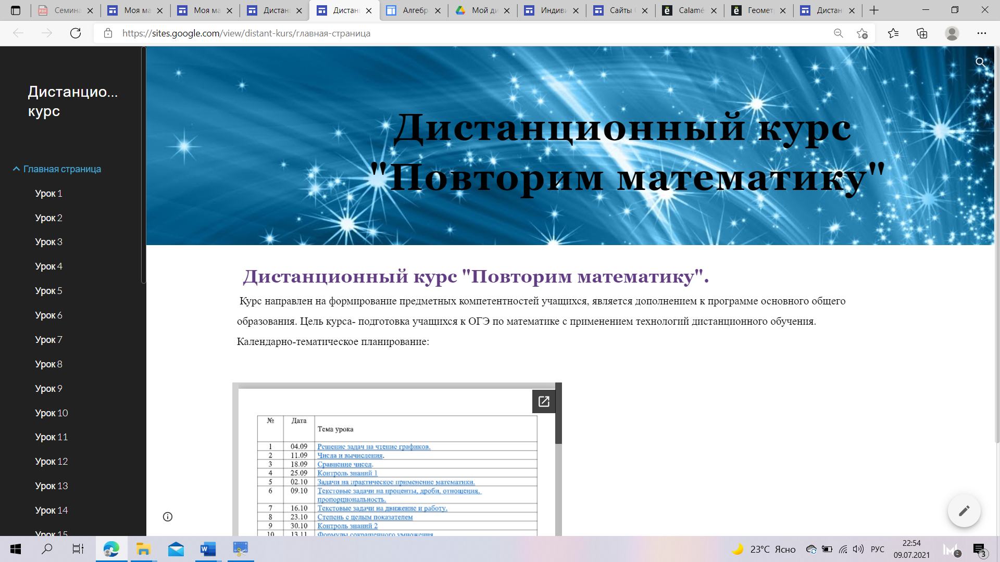 Семина
Моя ма
Моя ма
Дистан
Дистан
Алгебр
Мой ди
Индиви
Сайты
Calamé
Геомет
Дистан
https://sites.google.com/view/distant-kurs/главная-страница
Дистанцио...
курс
Главная страница
Урок 1
Урок 2
Урок 3
Урок 4
Урок 5
Урок 6
Урок 7
Урок 8
Урок 9
Урок 10
Урок 11
Урок 12
Урок 13
Урок 14
Урок 15
Дистанционный курс
"Повторим математику"
Дистанционный курс "Повторим математику".
Курс направлен на формирование предметных компетентностей учащихся, является дополнением к программе основного общего
образования. Цель курса- подготовка учащихся к ОГЭ по математике с применением технологий дистанционного обучения.
Календарно-тематическое планирование:
№ Дата Тема урока
1 04.09 Решение задач на чтение графиков.
2 11.09 Числа и вычисления.
3 18.09 Сравнение чисел.
4 25.09 Контроль знаний 1
5 02.10 Задачи на практическое применение математики.
6 09.10 Текстовые задачи на проценты, дроби, отношения,
пропорциональность.
7 16.10 Текстовые задачи на движение и работу.
8 23.10 Степень с целым показателем
9 30.10 Контроль знаний 2
10 13.11 Формулы сокращенного умножения
23°C Ясно
РУС
22:54
09.07.2021
2
3